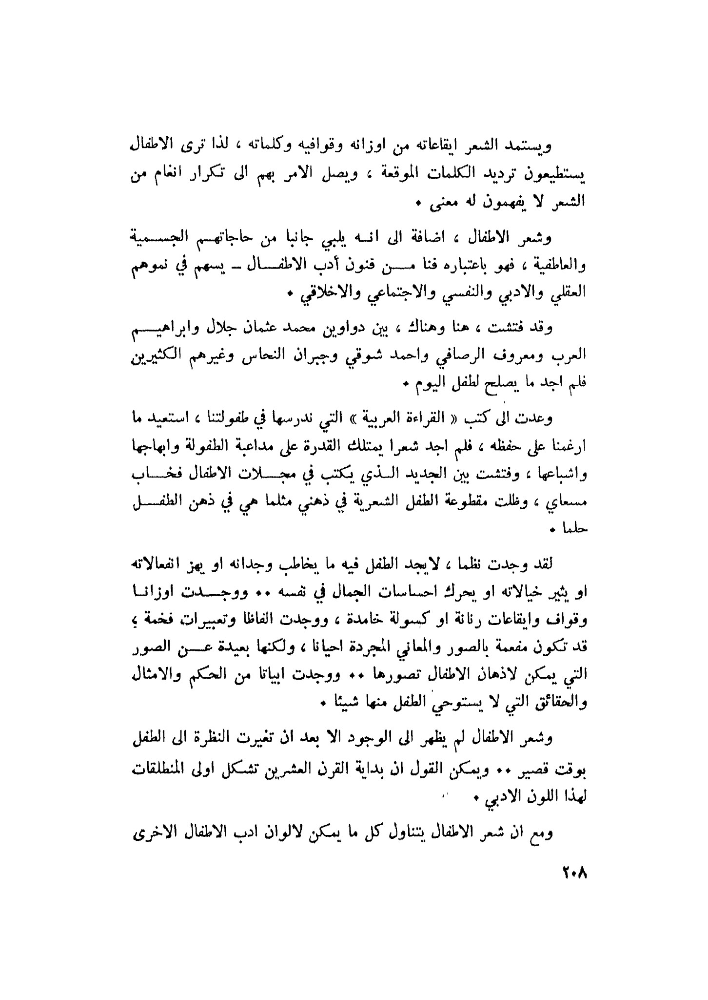 ويستمد الشعر ايقاعاته من اوزانه وقوافيه وكلماته ، لذا ترى الاطفال
يستطيعون ترديد الكلمات الموقعة ، ويصل الامر بهم الى تكرار انغام من
الشعر لا يفهمون له معنى .
وشعر الاطفال ، اضافة الى انه يلبي جانبا من حاجاتهم الجسمية
والعاطفية ، فهو باعتباره فنا من فنون أدب الاطفال – يسهم في نموهم
العقلي والادبي والنفسي والاجتماعي والاخلاقي .
وقد فتشت ، هنا وهناك ، بين دواوين محمد عثمان جلال وابراهيم
العرب ومعروف الرصافي واحمد شوقي وجبران النحاس وغيرهم الكثيرين
فلم اجد ما يصلح لطفل اليوم .
وعدت الى كتب « القراءة العربية » التي ندرسها في طفولتنا ، استعيد ما
ارغمنا على حفظه ، فلم اجد شعرا يمتلك القدرة على مداعبة الطفولة وابهاجها
واشباعها ، وفتشت بين الجديد الذي يكتب في مجلات الاطفال فخاب
مسعاي ، وظلت مقطوعة الطفل الشعرية في ذهني مثلما هي في ذهن الطفل
حلما .
لقد وجدت نظما ، لايجد الطفل فيه ما يخاطب وجدانه او يهز انفعالاته
او يثير خيالاته او يحرك احساسات الجمال في نفسه .. ووجدت اوزانا
وقواف وايقاعات رنانة او كسولة خامدة ، ووجدت الفاظا وتعبيرات فخمة ؛
قد تكون مفعمة بالصور والمعاني المجردة احيانا ، ولكنها بعيدة عن الصور
التي يمكن لاذهان الاطفال تصورها .. ووجدت ابياتا من الحكم والامثال
والحقائق التي لا يستوحي الطفل منها شيئا .
وشعر الاطفال لم يظهر الى الوجود الا بعد ان تغيرت النظرة الى الطفل
بوقت قصير .. ويمكن القول ان بداية القرن العشرين تشكل اولى المنطلقات
لهذا اللون الادبي .
ومع ان شعر الاطفال يتناول كل ما يمكن لالوان ادب الاطفال الاخرى
٢٠٨